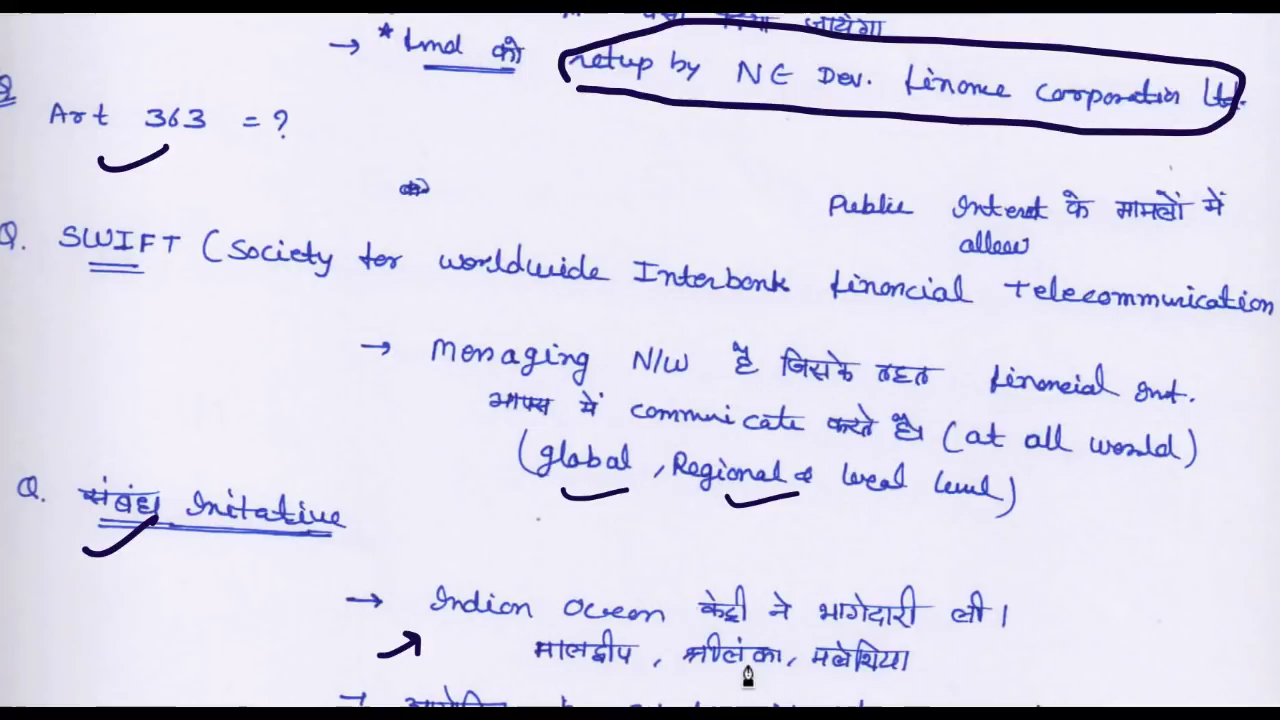 जायेगा
→ * Fund को setup by NE Dev. Finance Corporation Ltd.
Q
Art 363 = ?
Public Interest के मामलों में
allow
Q. SWIFT (Society for worldwide Interbank Financial Telecommunication
→ Messaging N/W है जिसके तहत Financial Inst.
आपस में communicate करते है। (at all world)
(global, Regional & local level)
Q. संबंध Initative
→ Indian Ocean कंट्री ने भागेदारी ली।
मालद्वीप, श्रीलंका, मलेशिया
→